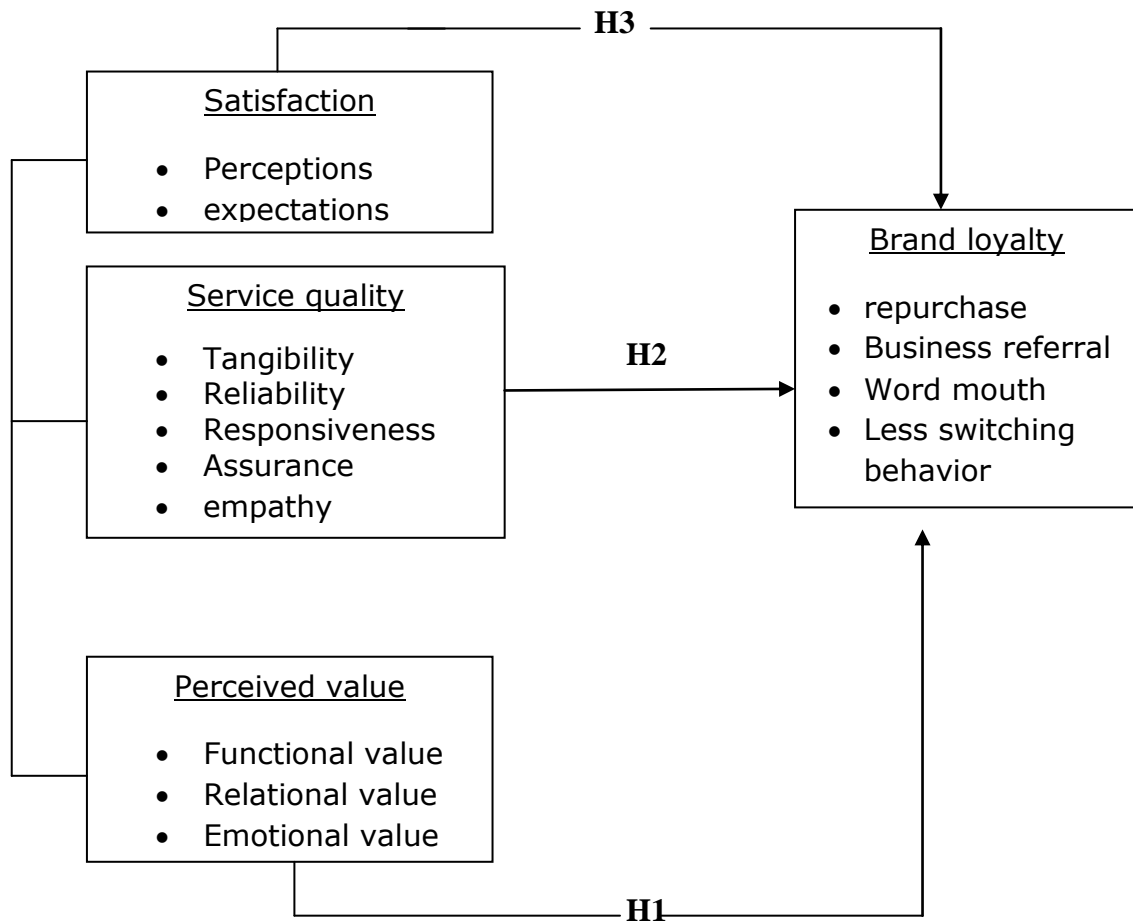 H3
Satisfaction
• Perceptions
• expectations
Service quality
• Tangibility
• Reliability
• Responsiveness
• Assurance
• empathy
H2
Brand loyalty
• repurchase
• Business referral
• Word mouth
• Less switching
behavior
Perceived value
• Functional value
• Relational value
• Emotional value
H1